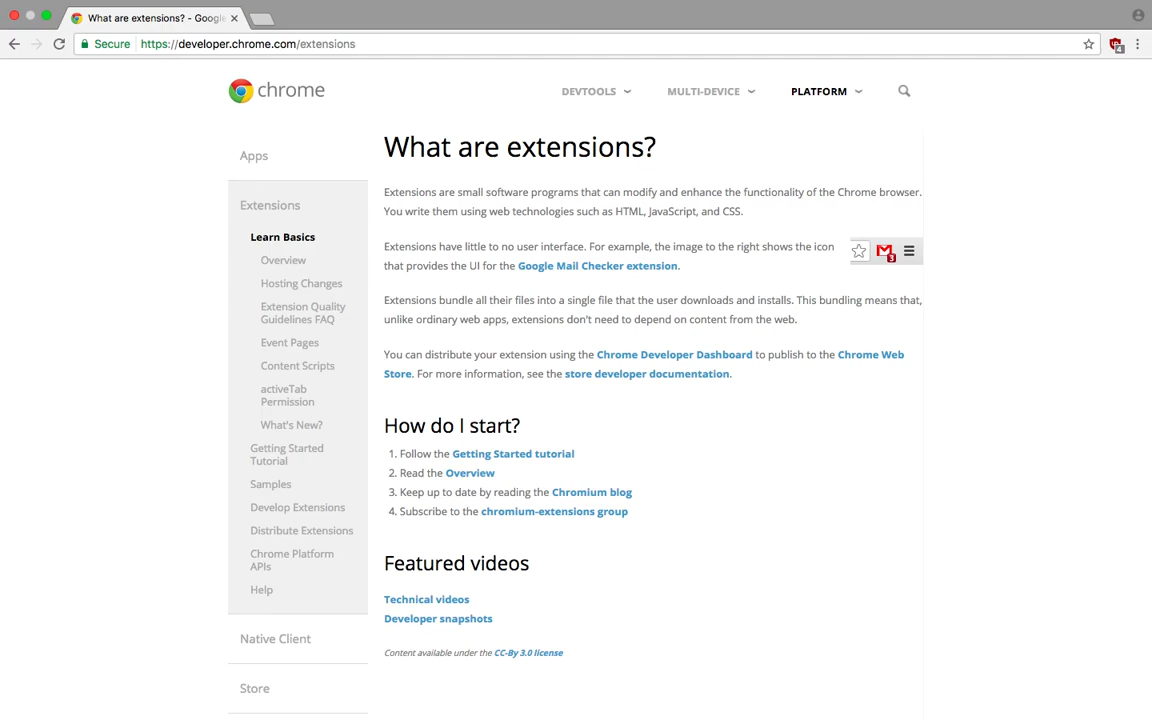 What are extensions? - Google
Secure https://developer.chrome.com/extensions
4
chrome
DEVTOOLS
MULTI-DEVICE
PLATFORM
Apps
Extensions
Learn Basics
Overview
Hosting Changes
Extension Quality
Guidelines FAQ
Event Pages
Content Scripts
activeTab
Permission
What's New?
Getting Started
Tutorial
Samples
Develop Extensions
Distribute Extensions
Chrome Platform
APIs
Help
Native Client
Store
What are extensions?
Extensions are small software programs that can modify and enhance the functionality of the Chrome browser.
You write them using web technologies such as HTML, JavaScript, and CSS.
Extensions have little to no user interface. For example, the image to the right shows the icon
that provides the UI for the Google Mail Checker extension.
3
Extensions bundle all their files into a single file that the user downloads and installs. This bundling means that,
unlike ordinary web apps, extensions don't need to depend on content from the web.
You can distribute your extension using the Chrome Developer Dashboard to publish to the Chrome Web
Store. For more information, see the store developer documentation.
How do I start?
1. Follow the Getting Started tutorial
2. Read the Overview
3. Keep up to date by reading the Chromium blog
4. Subscribe to the chromium-extensions group
Featured videos
Technical videos
Developer snapshots
Content available under the CC-By 3.0 license